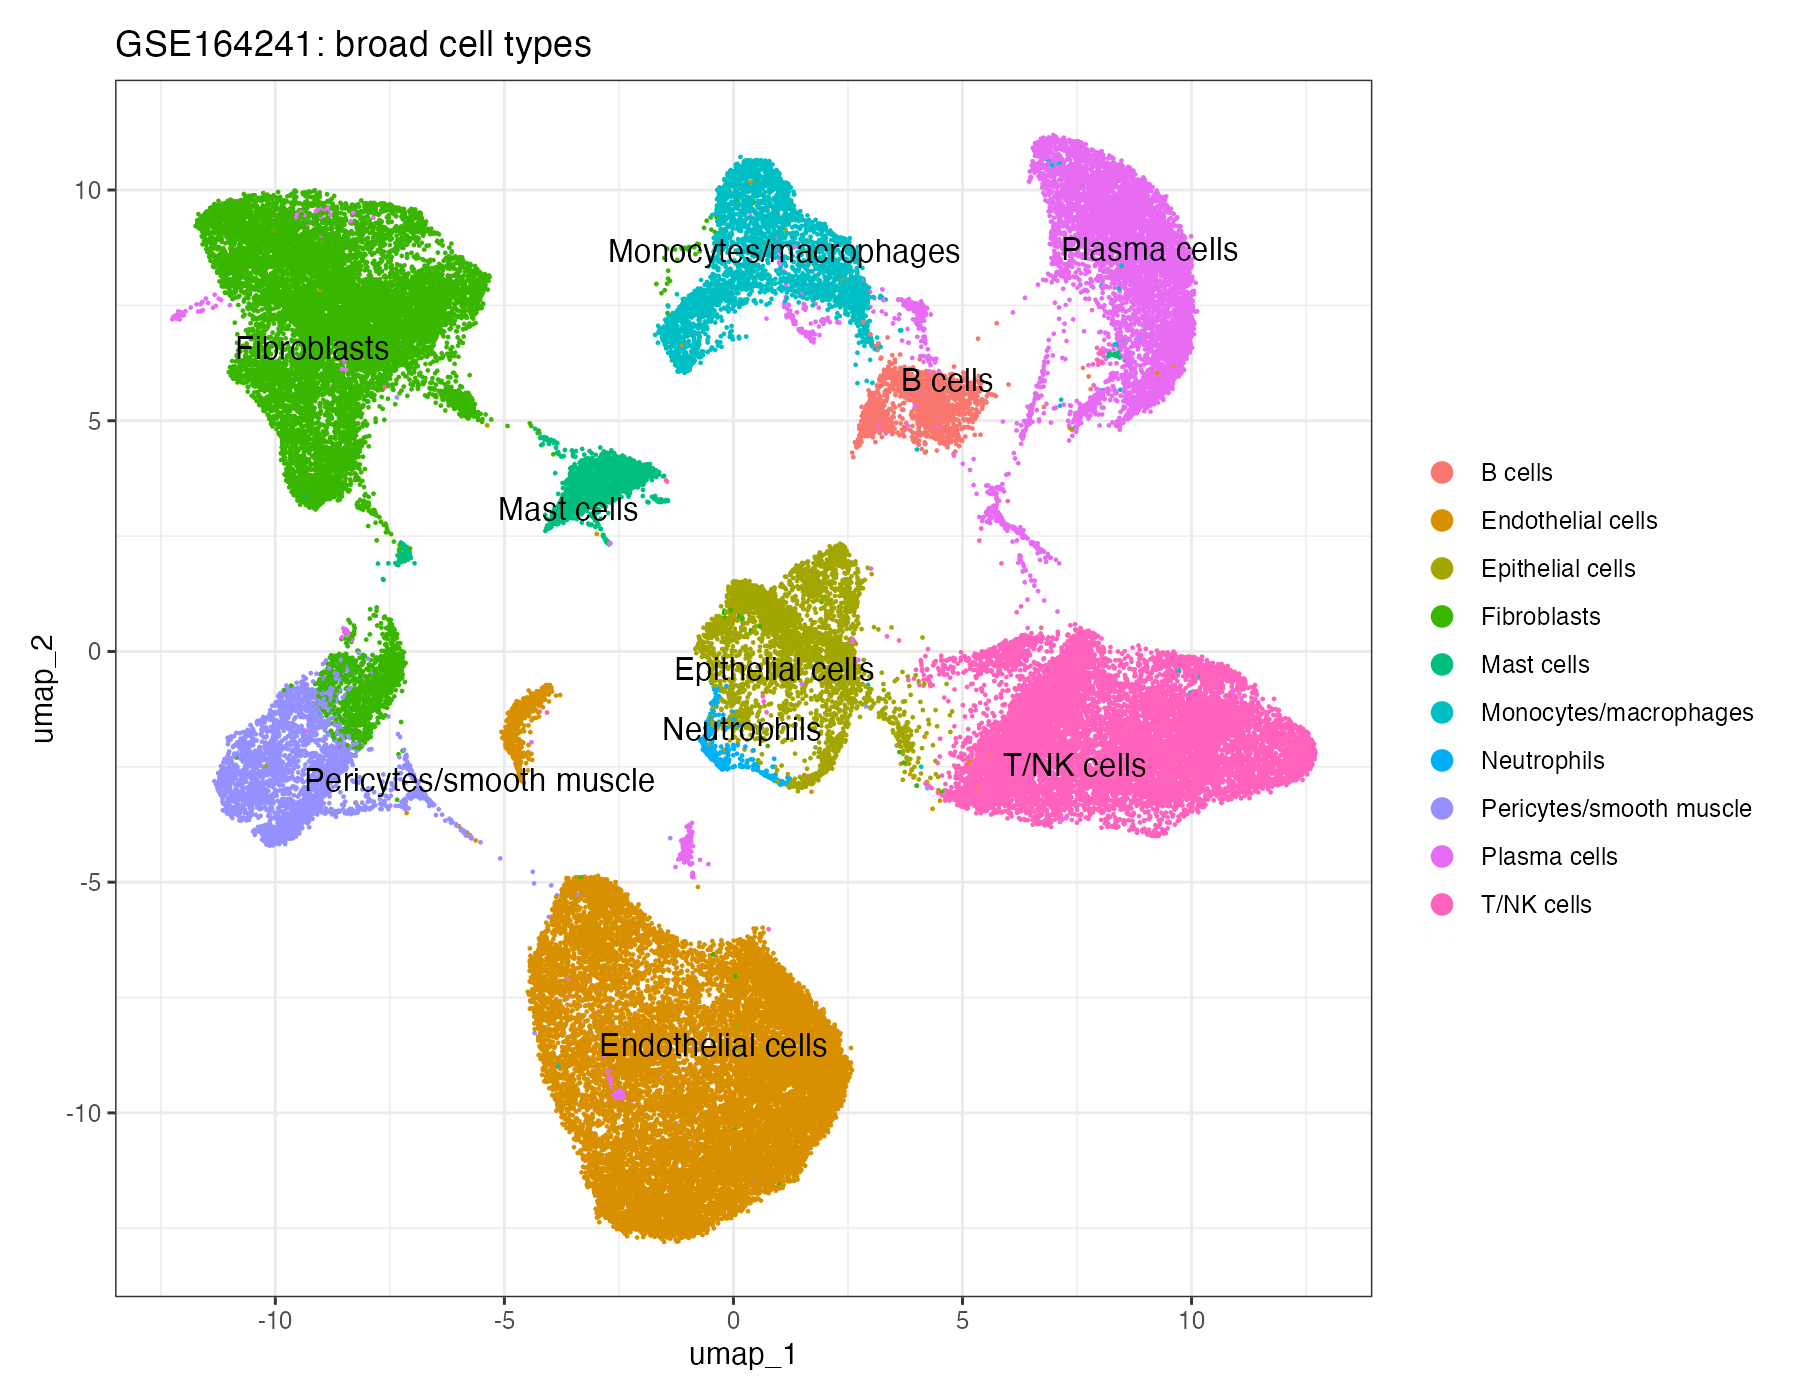 GSE164241: broad cell types
umap_2
10
5
0
-5
-10
Monocytes/macrophages
Plasma cells
Fibroblasts
B cells
Mast cells
Epithelial cells
Neutrophils
T/NK cells
Pericytes/smooth muscle
Endothelial cells
-10
-5
0
5
10
umap_1
B cells
Endothelial cells
Epithelial cells
Fibroblasts
Mast cells
Monocytes/macrophages
Neutrophils
Pericytes/smooth muscle
Plasma cells
T/NK cells